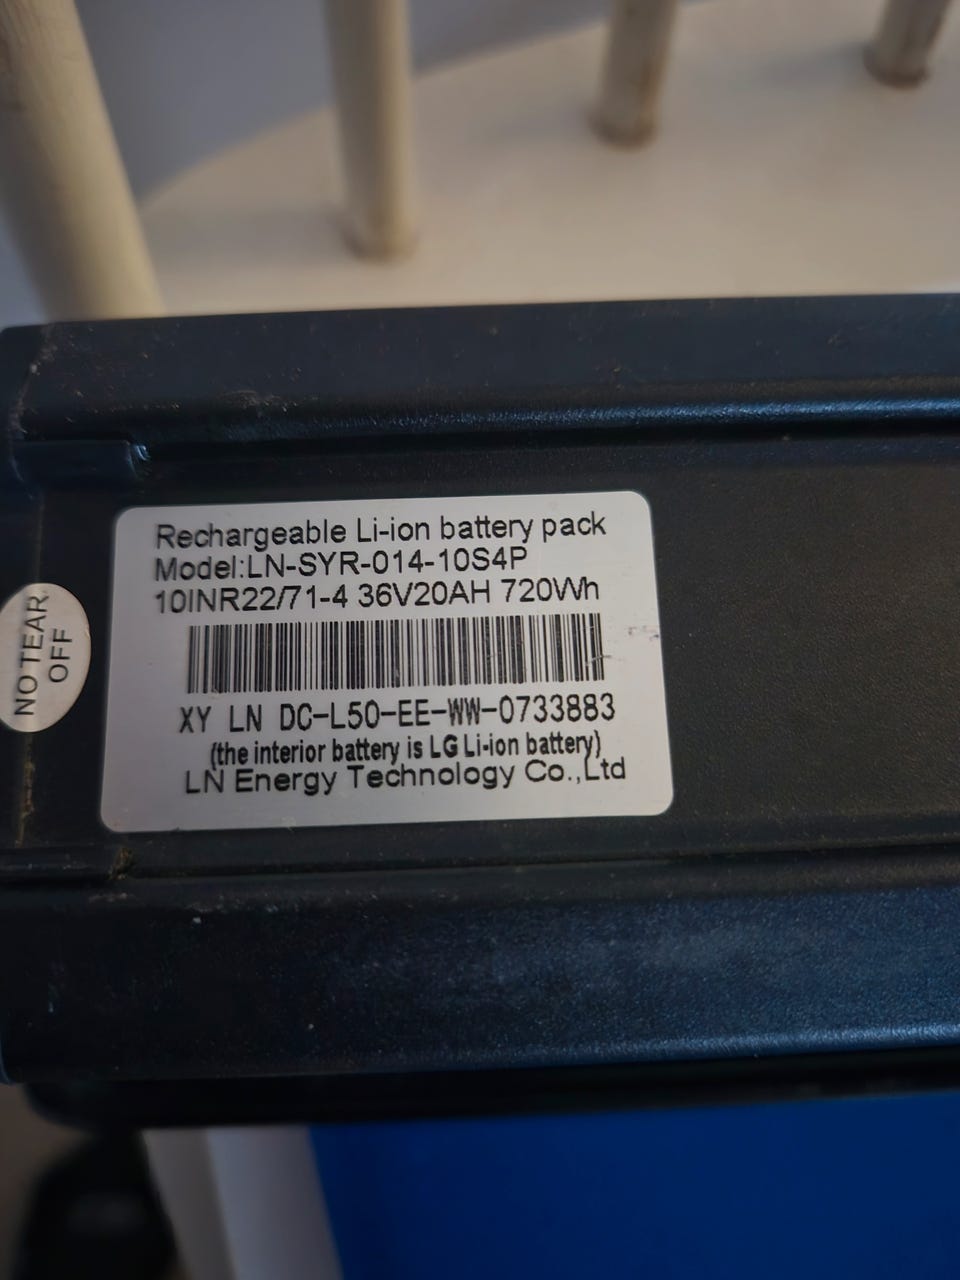 Rechargeable Li-ion battery pack
Model:LN-SYR-014-10S4P
10INR22/71-4 36V20AH 720Wh
XY LN DC-L50-EE-WW-0733883
(the interior battery is LG Li-ion battery)
LN Energy Technology Co.,Ltd
NO TEAR
OFF